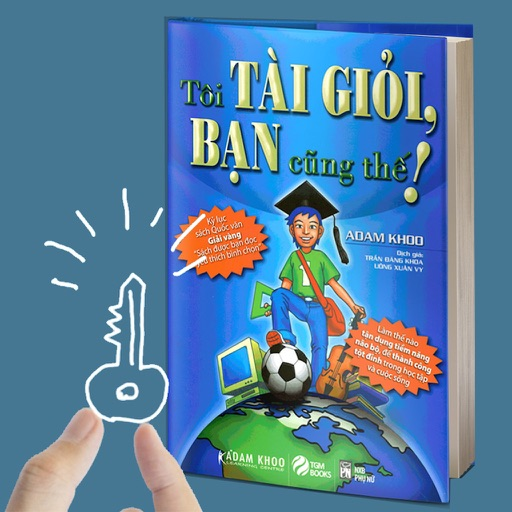 Tôi TÀI GIỎI,
BẠN cũng thế!
Kỷ lục
sách Quốc văn
Giải vàng
"Sách được bạn đọc
yêu thích bình chọn"
ADAM KHOO
Dịch giả:
TRẦN ĐĂNG KHOA
UÔNG XUÂN VY
Làm thế nào
tận dụng tiềm năng
não bộ, để thành công
tột đỉnh trong học tập
và cuộc sống
ADAM KHOO
LEARNING CENTRE
TGM
BOOKS
PN
NXB
PHỤ NỮ